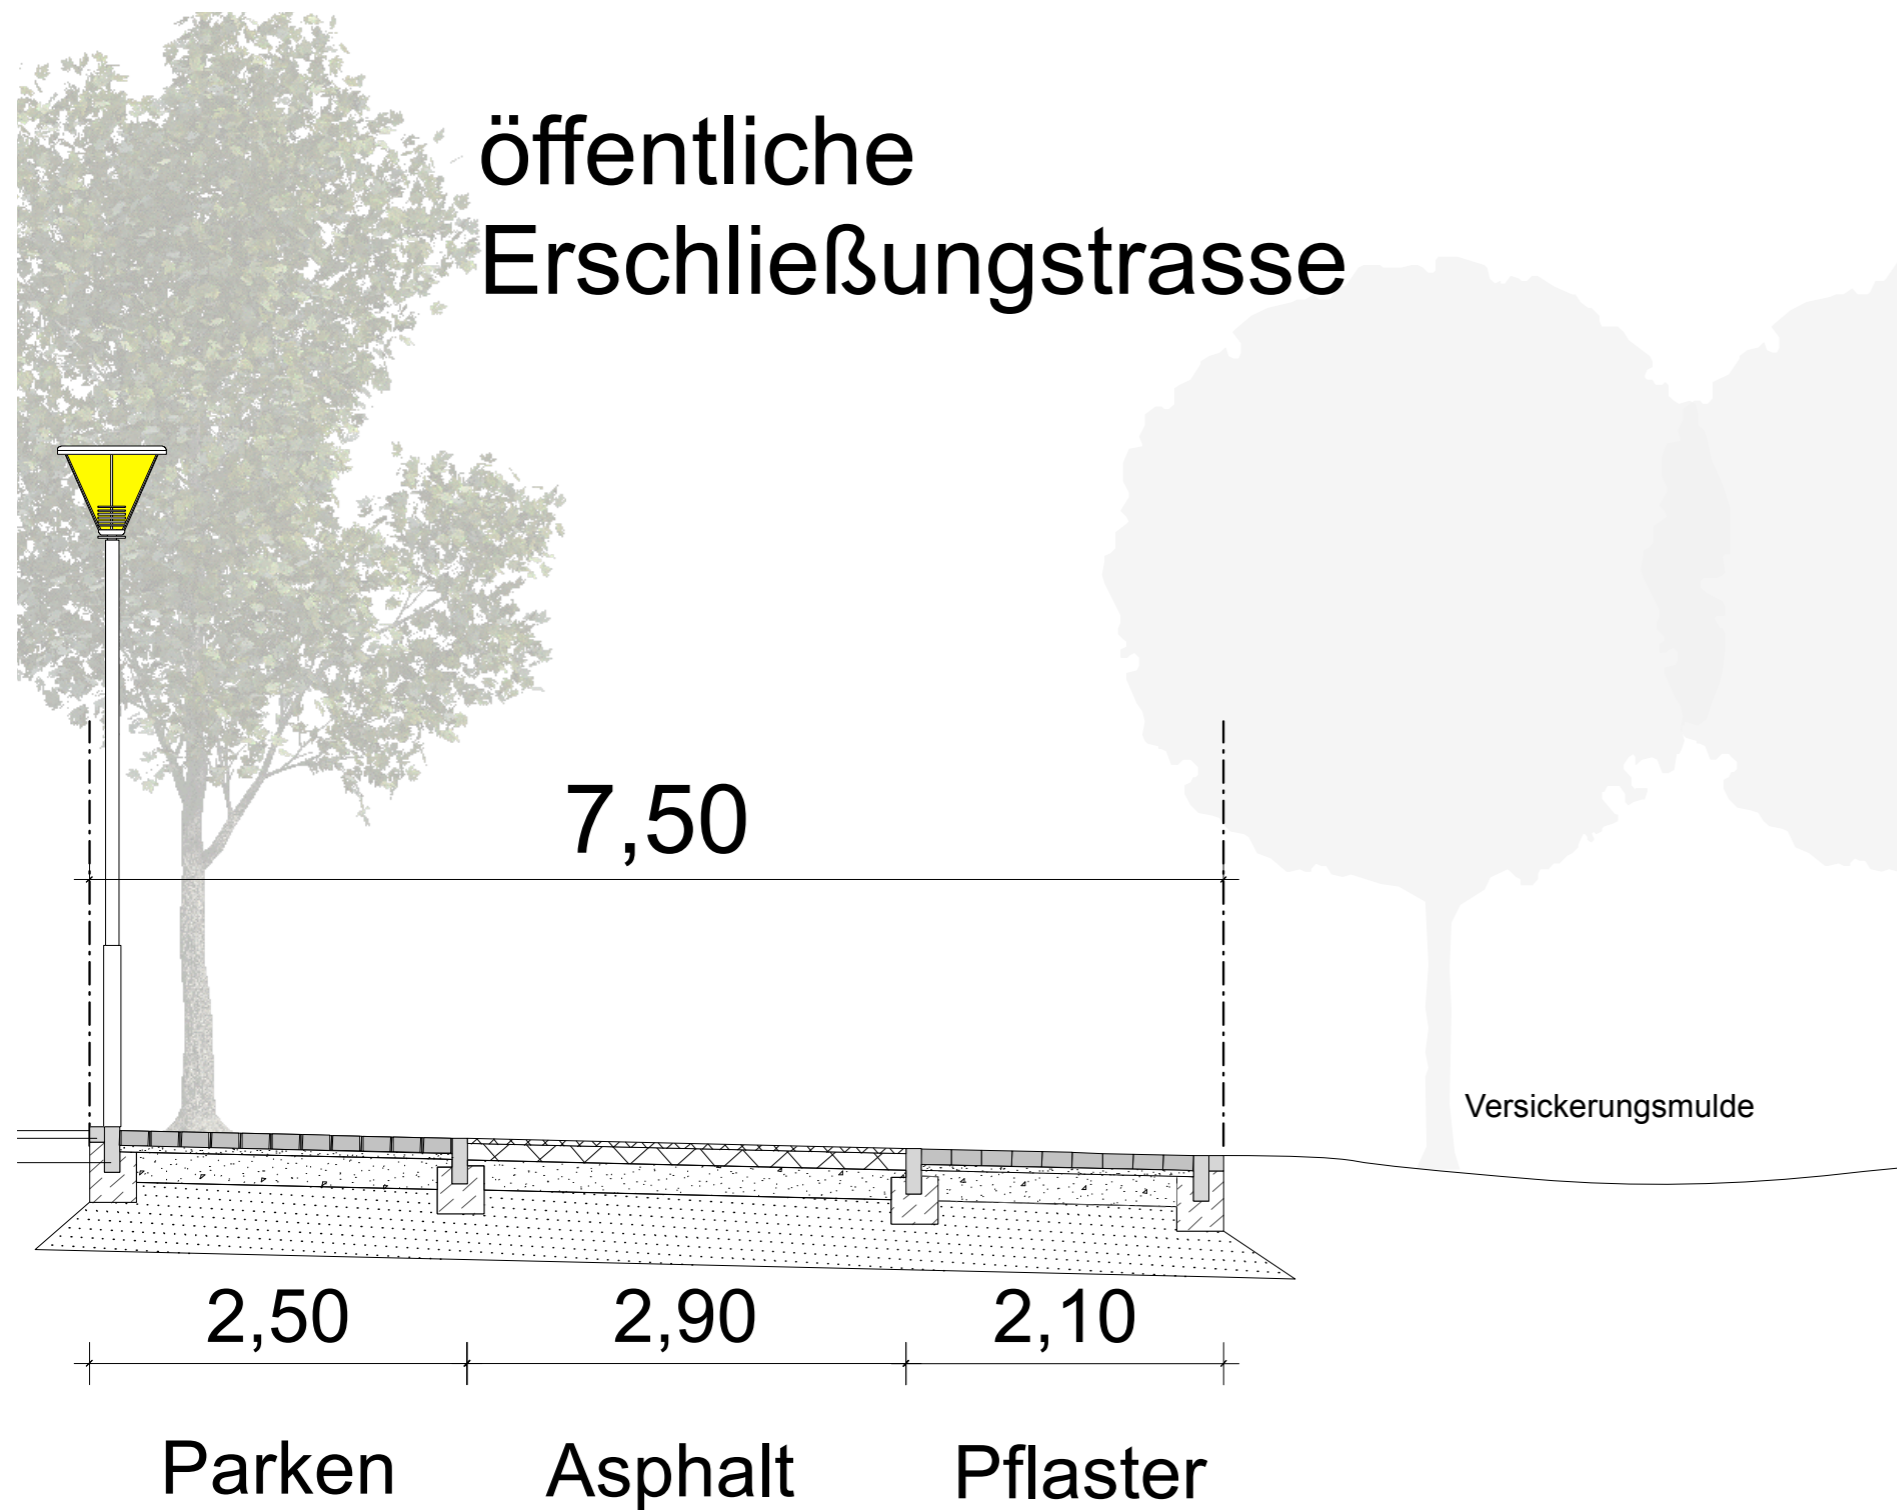 öffentliche
Erschließungstrasse
7,50
Versickerungsmulde
2,50 2,90 2,10
Parken Asphalt Pflaster